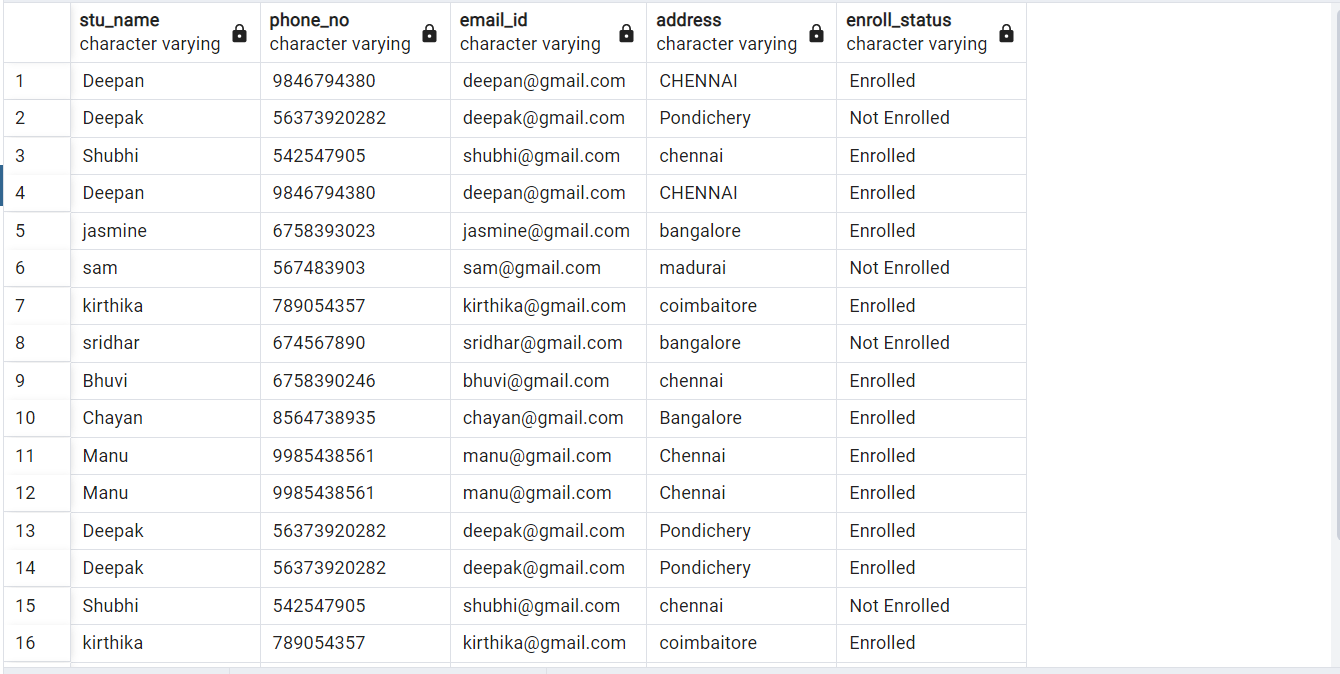 stu_name phone_no email_id address enroll_status
character varying character varying character varying character varying character varying
1 Deepan 9846794380 deepan@gmail.com CHENNAI Enrolled
2 Deepak 56373920282 deepak@gmail.com Pondichery Not Enrolled
3 Shubhi 542547905 shubhi@gmail.com chennai Enrolled
4 Deepan 9846794380 deepan@gmail.com CHENNAI Enrolled
5 jasmine 6758393023 jasmine@gmail.com bangalore Enrolled
6 sam 567483903 sam@gmail.com madurai Not Enrolled
7 kirthika 789054357 kirthika@gmail.com coimbaitore Enrolled
8 sridhar 674567890 sridhar@gmail.com bangalore Not Enrolled
9 Bhuvi 6758390246 bhuvi@gmail.com chennai Enrolled
10 Chayan 8564738935 chayan@gmail.com Bangalore Enrolled
11 Manu 9985438561 manu@gmail.com Chennai Enrolled
12 Manu 9985438561 manu@gmail.com Chennai Enrolled
13 Deepak 56373920282 deepak@gmail.com Pondichery Enrolled
14 Deepak 56373920282 deepak@gmail.com Pondichery Enrolled
15 Shubhi 542547905 shubhi@gmail.com chennai Not Enrolled
16 kirthika 789054357 kirthika@gmail.com coimbaitore Enrolled